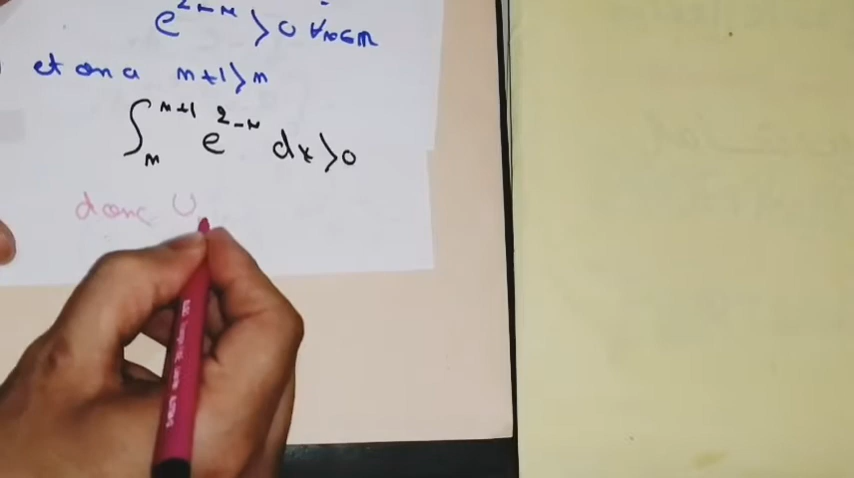 e^{2-x} > 0 ∀x∈ℝ
et on a n+1 > n
∫_n^{n+1} e^{2-x} dx > 0
donc U